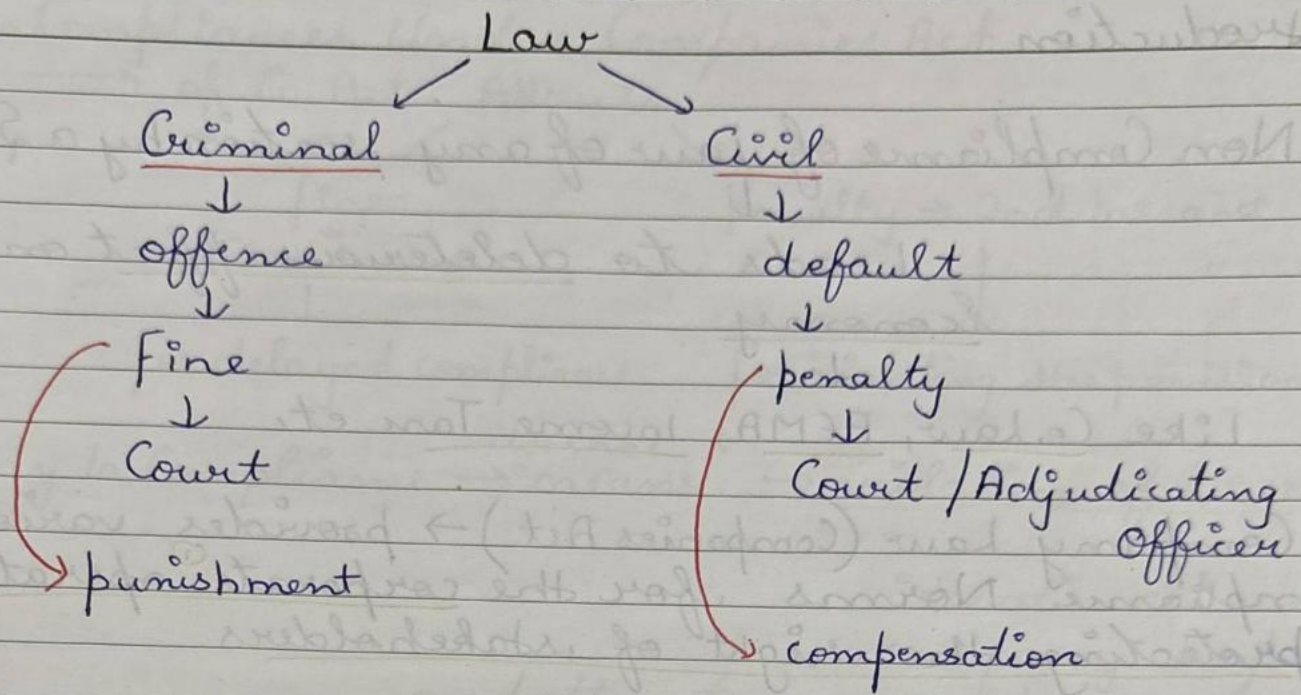 Law
Criminal Civil
↓ ↓
offence default
↓ ↓
Fine penalty
↓ ↓
Court Court / Adjudicating
Officer
punishment
compensation